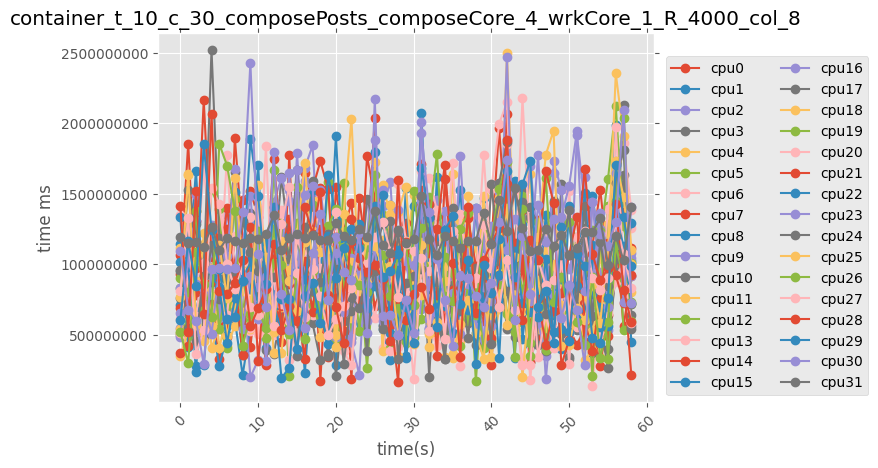 container_t_10_c_30_composePosts_composeCore_4_wrkCore_1_R_4000_col_8
2500000000
2000000000
1500000000
1000000000
500000000
time ms
0
10
20
30
40
50
60
time(s)
cpu0
cpu1
cpu2
cpu3
cpu4
cpu5
cpu6
cpu7
cpu8
cpu9
cpu10
cpu11
cpu12
cpu13
cpu14
cpu15
cpu16
cpu17
cpu18
cpu19
cpu20
cpu21
cpu22
cpu23
cpu24
cpu25
cpu26
cpu27
cpu28
cpu29
cpu30
cpu31